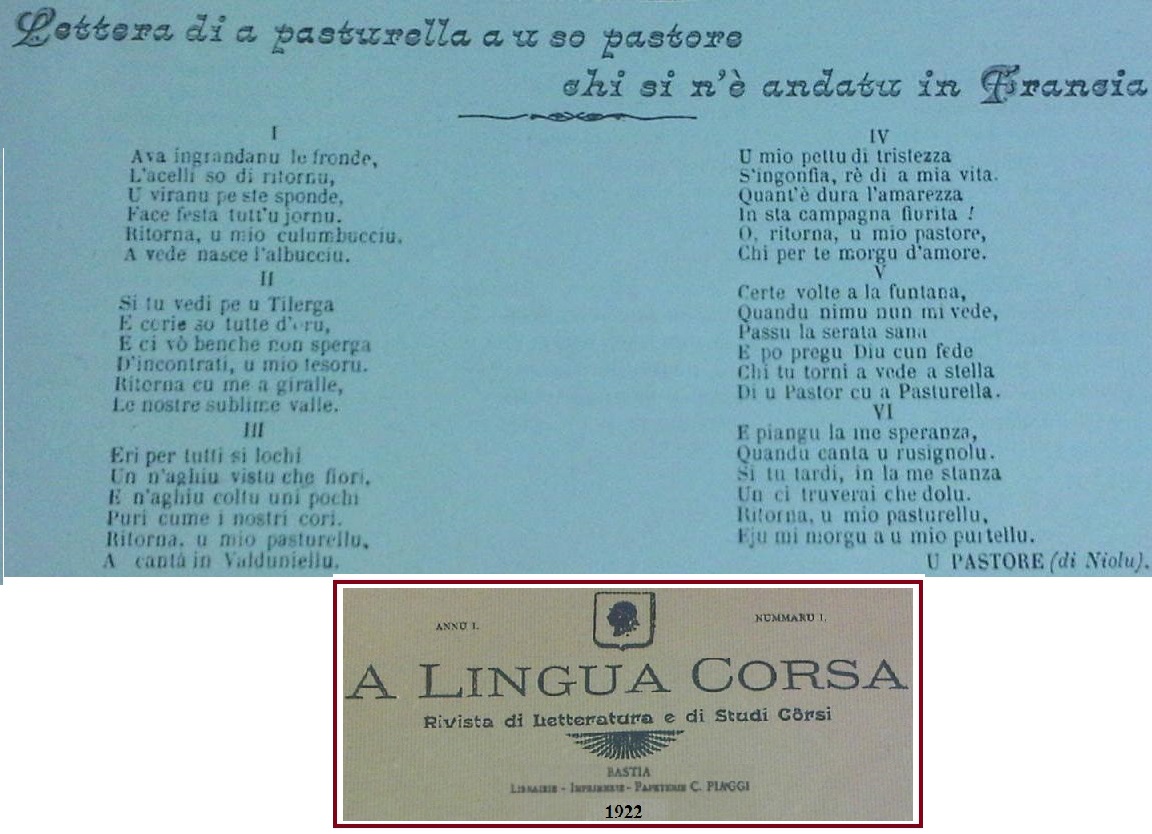 Lettera di a pasturella a u so pastore
chi si n'è andatu in Francia
I
Ava ingrandanu le fronde,
L'acelli so di ritornu,
U viranu pe ste sponde,
Face festa tutt'u jornu.
Ritorna, u mio culumbucciu.
A vede nasce l'albucciu.
II
Si tu vedi pe u Tilerga
E cerie so tutte d'oru,
E ci vò benche non sperga
D'incontrati, u mio tesoru.
Ritorna cu me a giralle,
Le nostre sublime valle.
III
Eri per tutti si lochi
Un n'aghiu vistu che fiori,
E n'aghiu coltu uni pochi
Puri cume i nostri cori.
Ritorna, u mio pasturellu,
A cantà in Valduniellu.
IV
U mio pettu di tristezza
S'ingonfia, rè di a mia vita.
Quant'è dura l'amarezza
In sta campagna fiurita !
O, ritorna, u mio pastore,
Chi per te morgu d'amore.
V
Certe volte a la funtana,
Quandu nimu nun mi vede,
Passu la serata sana
E po pregu Diu cun fede
Chi tu torni a vede a stella
Di u Pastor cu a Pasturella.
VI
E piangu la me speranza,
Quandu canta u rusignolu.
Si tu tardi, in la me stanza
Un ci truverai che dolu.
Ritorna, u mio pasturellu,
Eju mi morgu a u mio purtellu.
U PASTORE (di Niolu).
ANNU I.
NUMMARU I.
A LINGUA CORSA
Rivista di Letteratura e di Studi Côrsi
BASTIA
LIBRAIRIE - IMPRIMERIE - PAPETERIE C. PIAGGI
1922